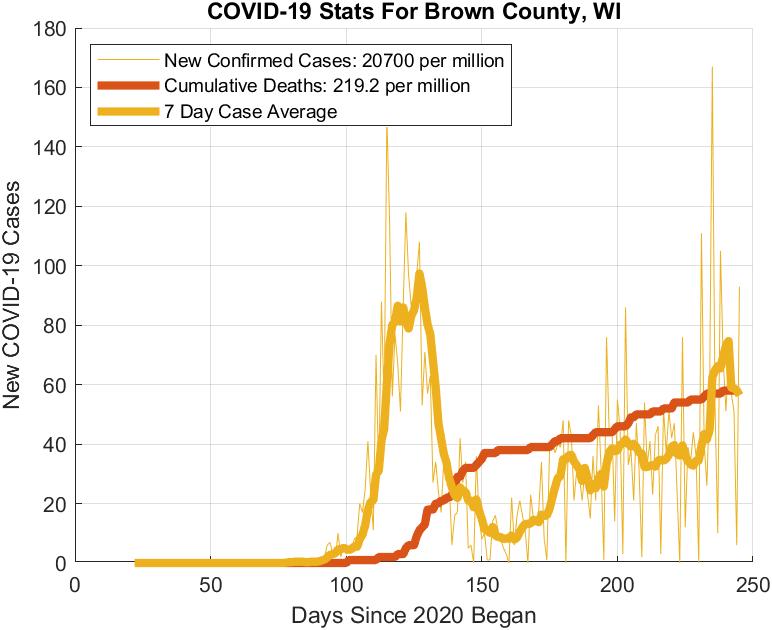 COVID-19 Stats For Brown County, WI
180
160
140
120
100
80
60
40
20
0
New COVID-19 Cases
New Confirmed Cases: 20700 per million
Cumulative Deaths: 219.2 per million
7 Day Case Average
0 50 100 150 200 250
Days Since 2020 Began